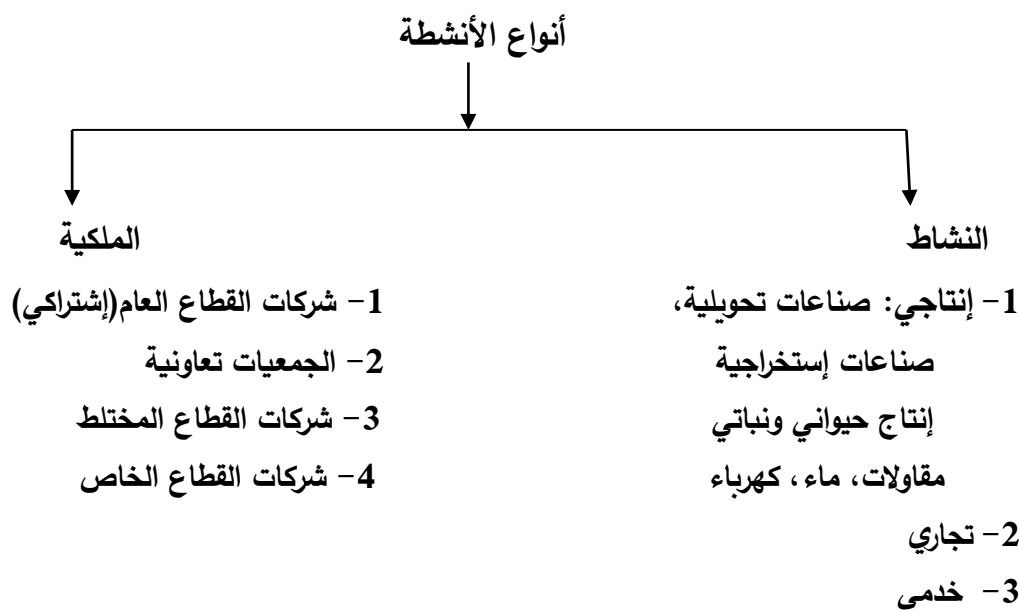 أنواع الأنشطة
النشاط
1- إنتاجي: صناعات تحويلية،
صناعات إستخراجية
إنتاج حيواني ونباتي
مقاولات، ماء، كهرباء
2- تجاري
3- خدمي
الملكية
1- شركات القطاع العام(إشتراكي)
2- الجمعيات تعاونية
3- شركات القطاع المختلط
4- شركات القطاع الخاص